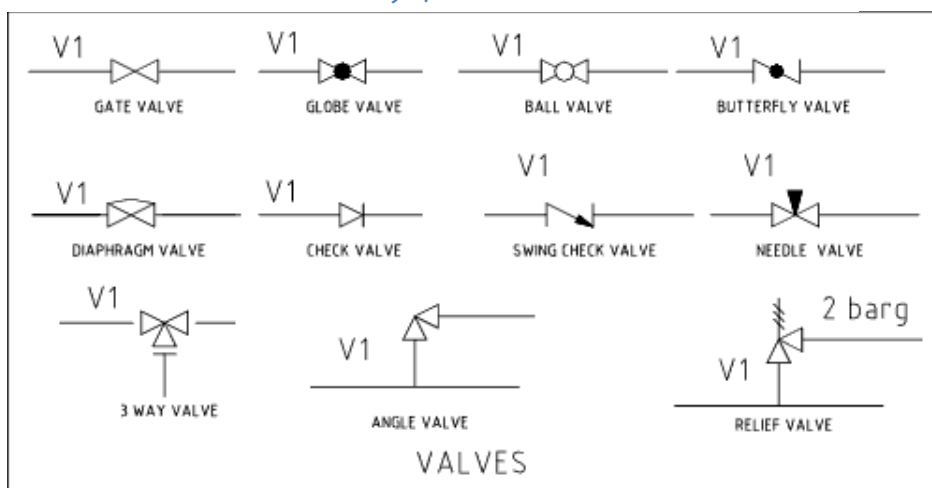 V1 V1 V1 V1
GATE VALVE GLOBE VALVE BALL VALVE BUTTERFLY VALVE
V1 V1 V1 V1
DIAPHRAGM VALVE CHECK VALVE SWING CHECK VALVE NEEDLE VALVE
V1 V1 V1 2 barg
3 WAY VALVE ANGLE VALVE RELIEF VALVE
VALVES